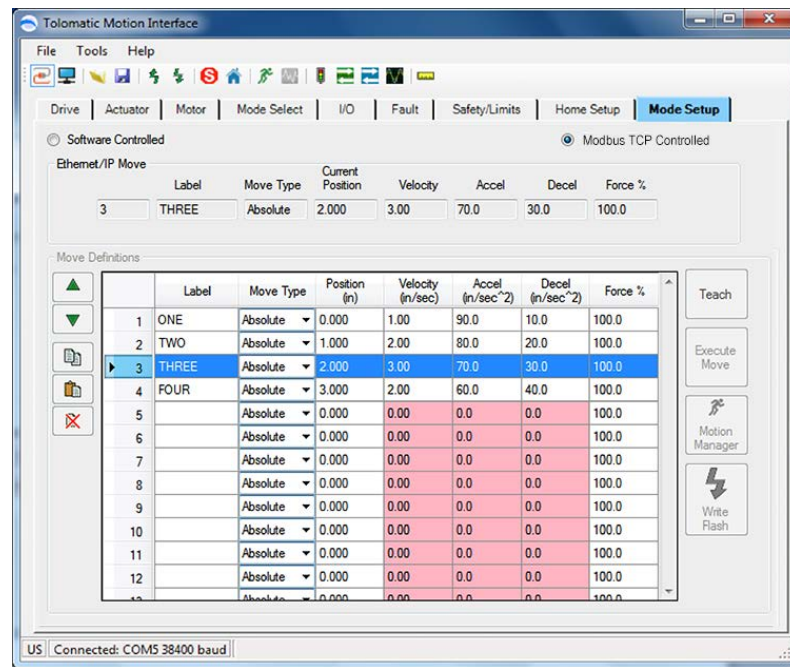 Tolomatic Motion Interface
File Tools Help
Drive Actuator Motor Mode Select I/O Fault Safety/Limits Home Setup Mode Setup
Software Controlled Modbus TCP Controlled
Ethernet/IP Move
Label Move Type Current Position Velocity Accel Decel Force %
3 THREE Absolute 2.000 3.00 70.0 30.0 100.0
Move Definitions
Label Move Type Position (in) Velocity (in/sec) Accel (in/sec^2) Decel (in/sec^2) Force %
1 ONE Absolute 0.000 1.00 90.0 10.0 100.0
2 TWO Absolute 1.000 2.00 80.0 20.0 100.0
3 THREE Absolute 2.000 3.00 70.0 30.0 100.0
4 FOUR Absolute 3.000 2.00 60.0 40.0 100.0
5 Absolute 0.000 0.00 0.0 0.0 100.0
6 Absolute 0.000 0.00 0.0 0.0 100.0
7 Absolute 0.000 0.00 0.0 0.0 100.0
8 Absolute 0.000 0.00 0.0 0.0 100.0
9 Absolute 0.000 0.00 0.0 0.0 100.0
10 Absolute 0.000 0.00 0.0 0.0 100.0
11 Absolute 0.000 0.00 0.0 0.0 100.0
12 Absolute 0.000 0.00 0.0 0.0 100.0
Teach
Execute
Move
Motion
Manager
Write
Flash
US Connected: COM5 38400 baud